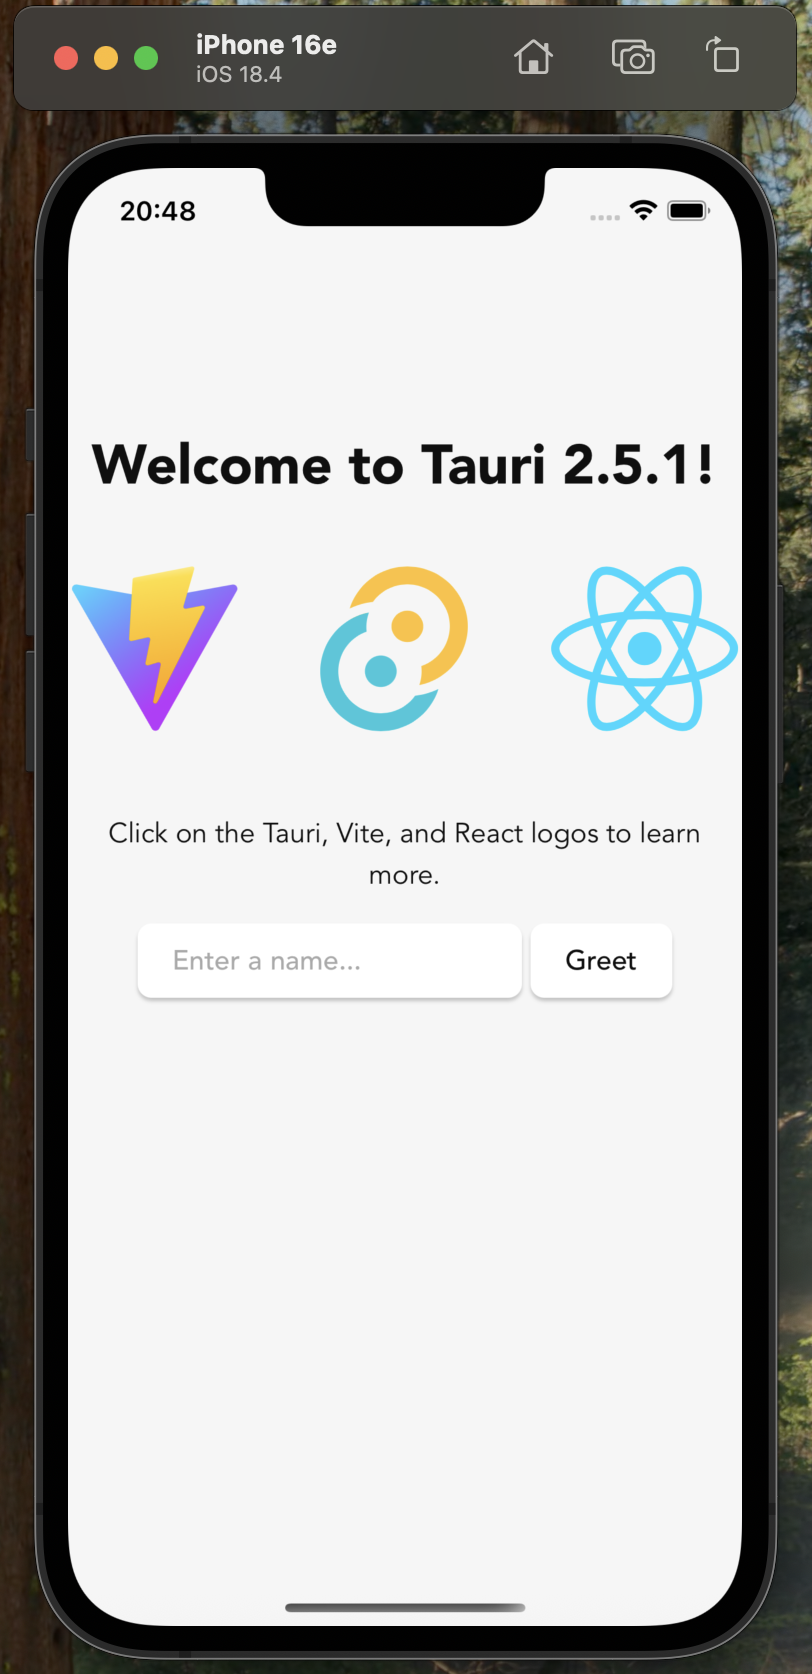 iPhone 16e
iOS 18.4
20:48
Welcome to Tauri 2.5.1!
Click on the Tauri, Vite, and React logos to learn
more.
Enter a name...
Greet